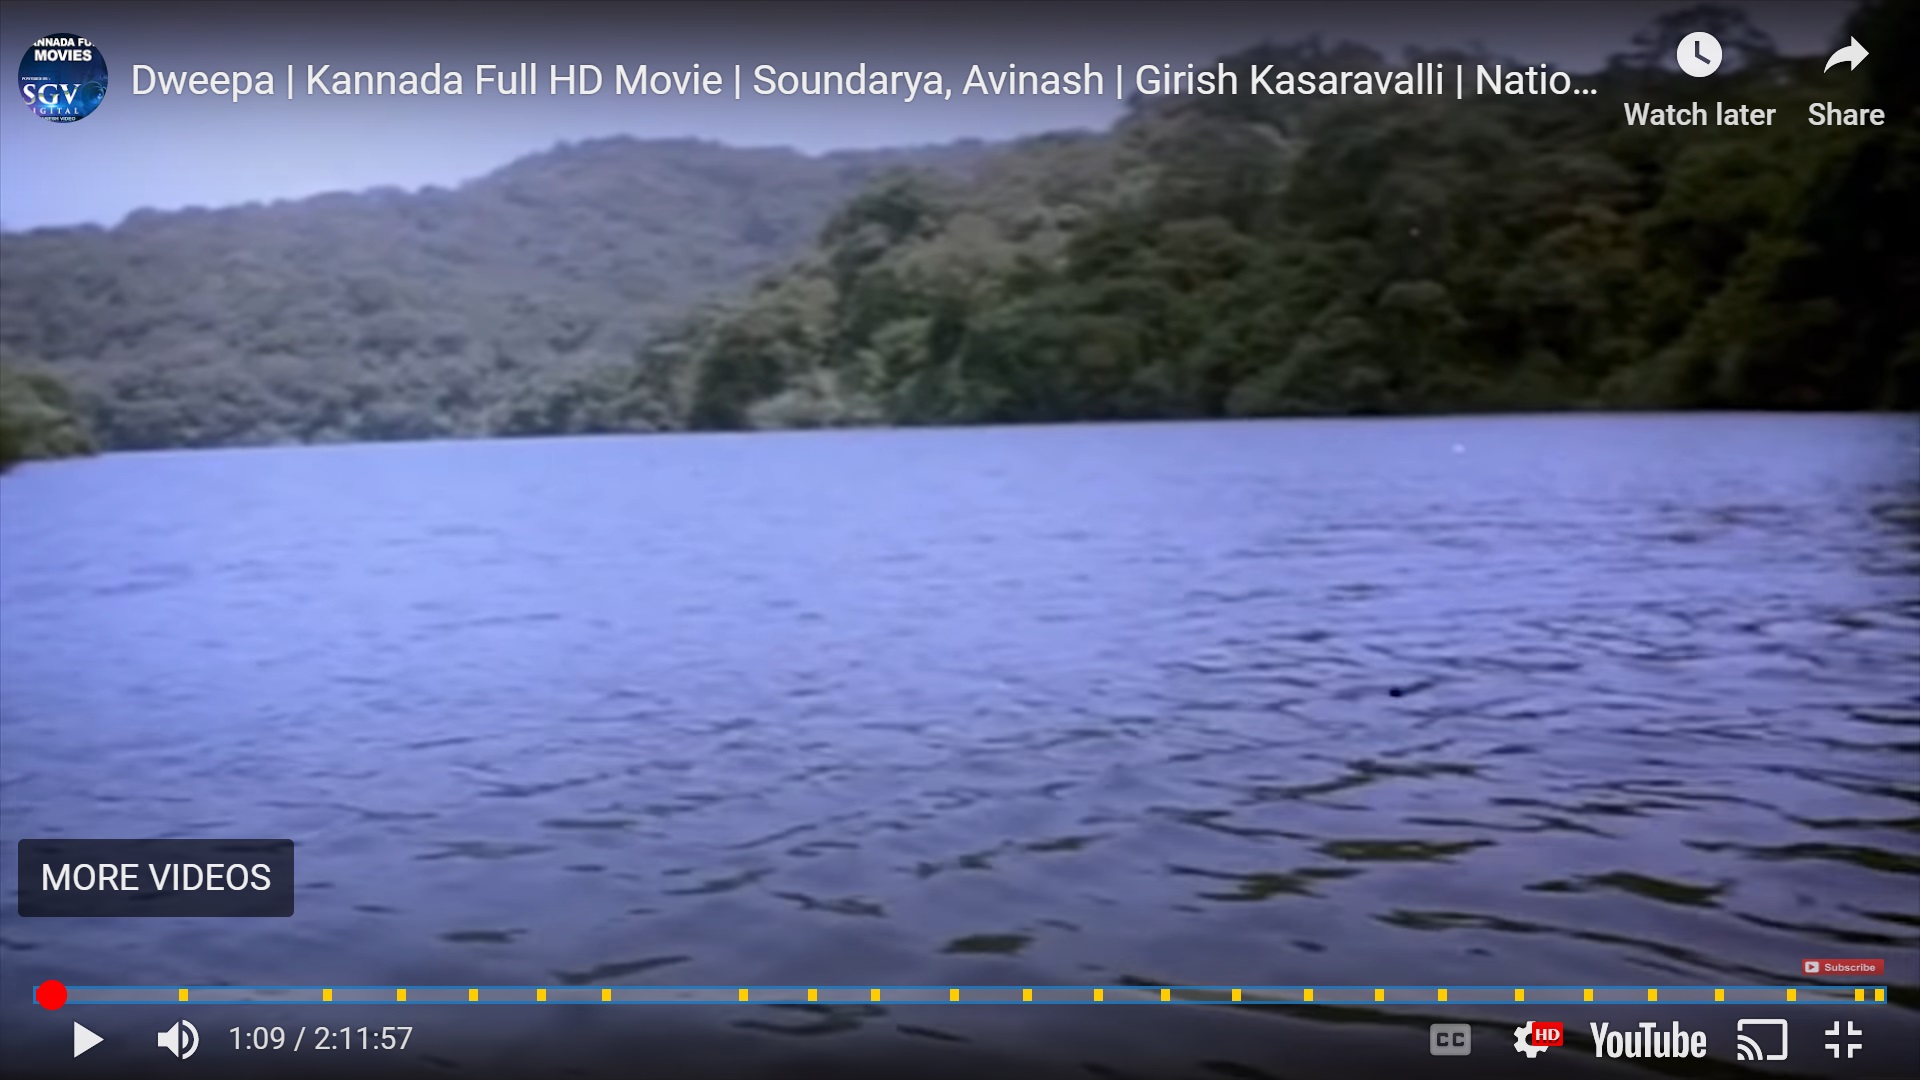 NNADA FU
MOVIES
SGV
DIGITAL
Dweepa | Kannada Full HD Movie | Soundarya, Avinash | Girish Kasaravalli | Natio...
Watch later
Share
MORE VIDEOS
Subscribe
1:09 / 2:11:57
CC
HD
YouTube